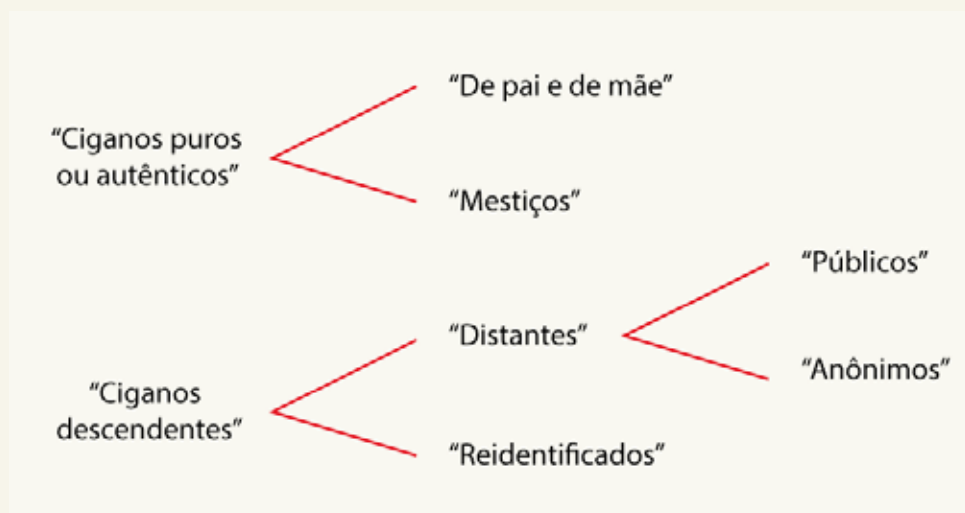 “De pai e de mãe”
“Ciganos puros
ou autênticos”
“Mestiços”
“Públicos”
“Distantes”
“Anônimos”
“Ciganos
descendentes”
“Reidentificados”